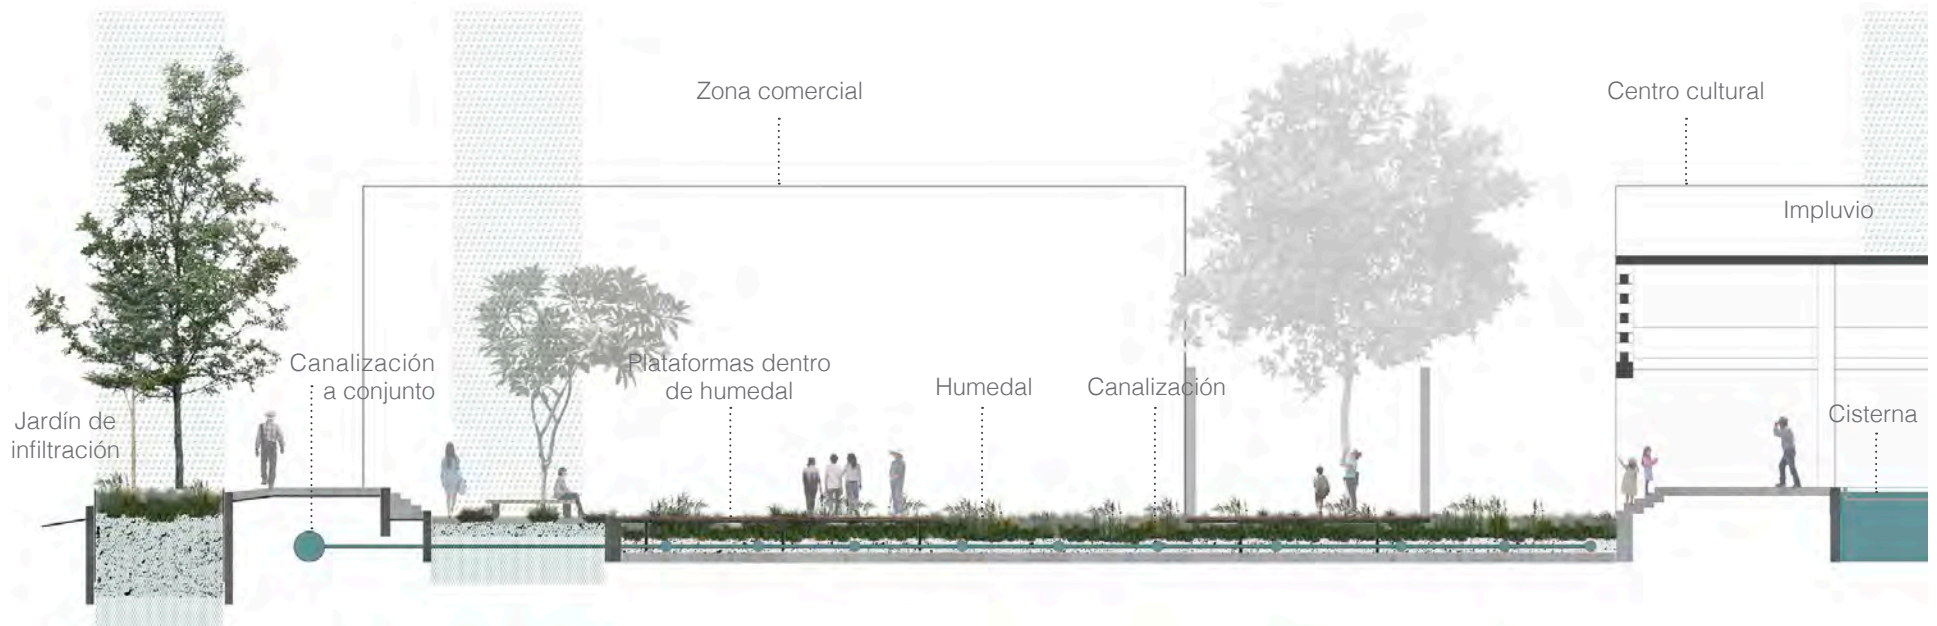 Zona comercial
Centro cultural
Impluvio
Canalización
a conjunto
Plataformas dentro
de humedal
Humedal
Canalización
Cisterna
Jardín de
infiltración